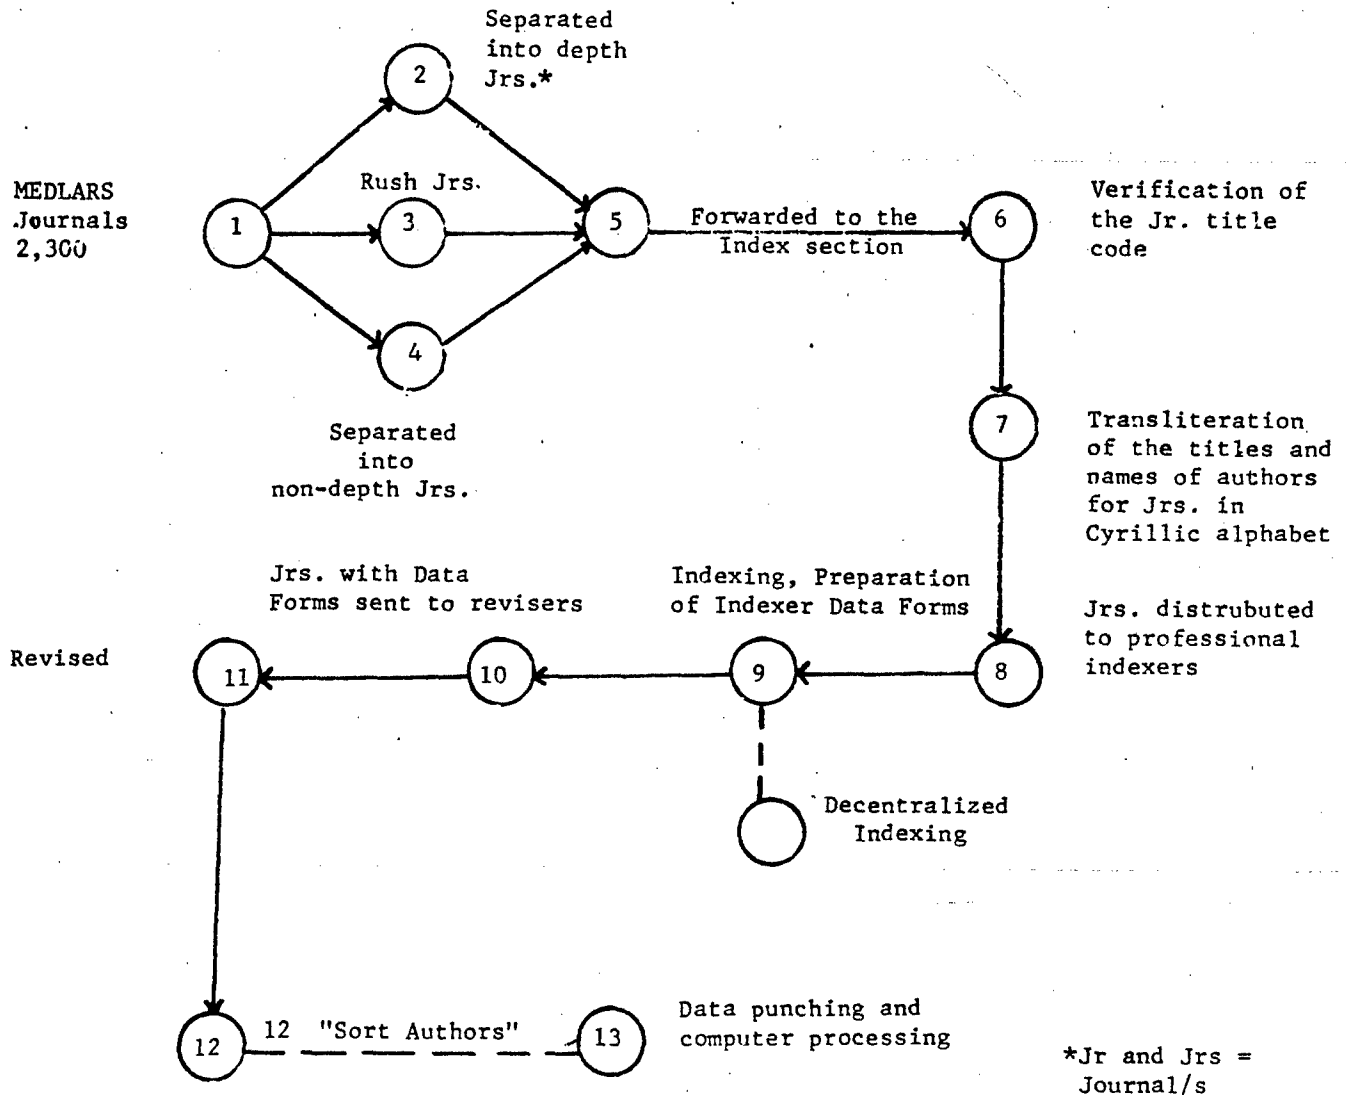 Separated
into depth
Jrs.*
2
MEDLARS
Journals
2,300
1
Rush Jrs.
3
5
Forwarded to the
Index section
6
Verification of
the Jr. title
code
4
Separated
into
non-depth Jrs.
7
Transliteration
of the titles and
names of authors
for Jrs. in
Cyrillic alphabet
Jrs. with Data
Forms sent to revisers
Indexing, Preparation
of Indexer Data Forms
Jrs. distrubuted
to professional
indexers
Revised
11
10
9
8
Decentralized
Indexing
12
12 "Sort Authors"
13
Data punching and
computer processing
*Jr and Jrs =
Journal/s